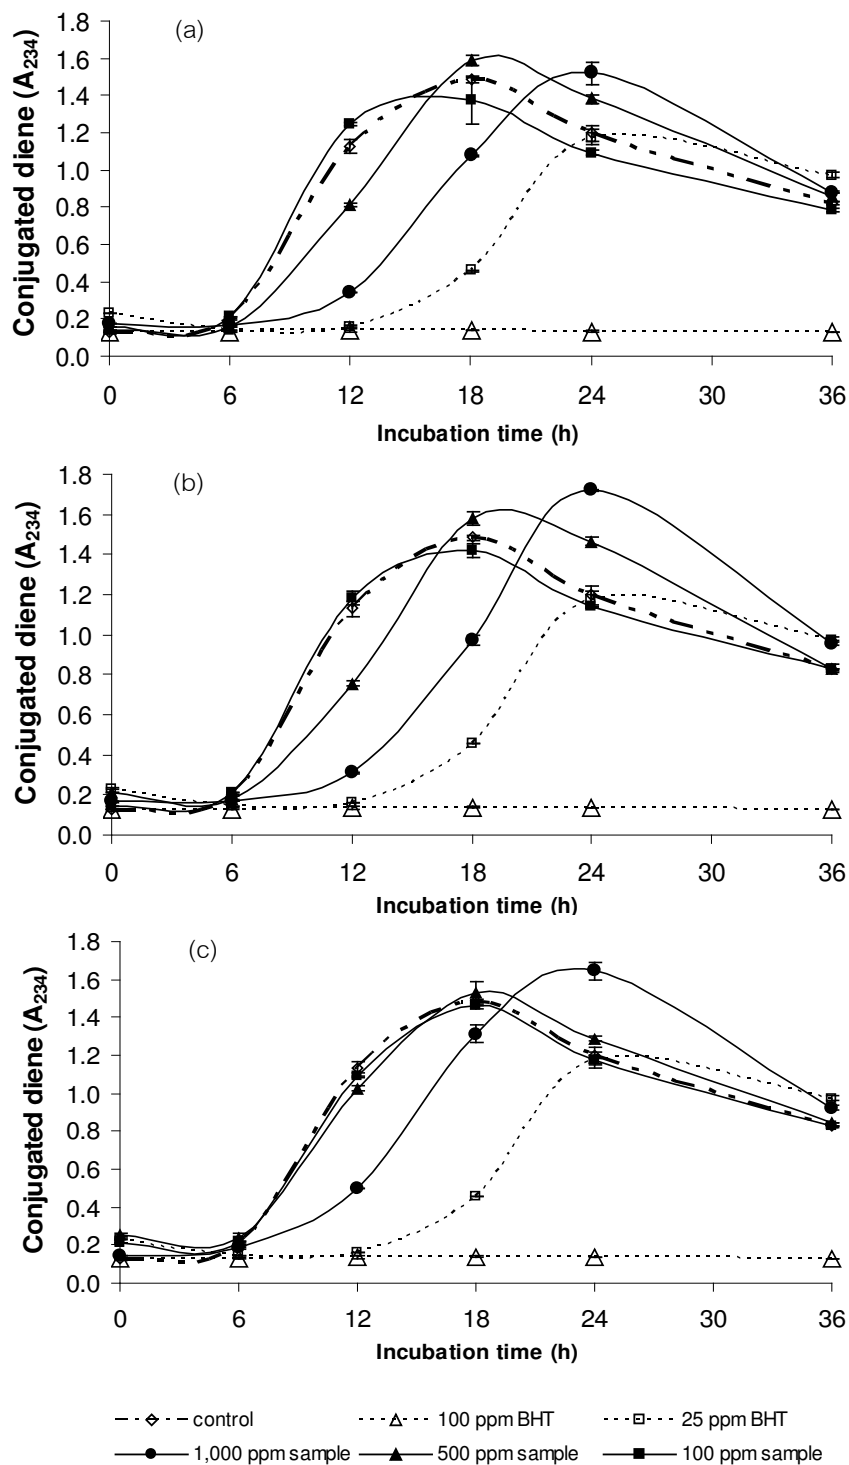 (a)
Conjugated diene (A234)
1.8
1.6
1.4
1.2
1.0
0.8
0.6
0.4
0.2
0.0
0 6 12 18 24 30 36
Incubation time (h)
(b)
Conjugated diene (A234)
1.8
1.6
1.4
1.2
1.0
0.8
0.6
0.4
0.2
0.0
0 6 12 18 24 30 36
Incubation time (h)
(c)
Conjugated diene (A234)
1.8
1.6
1.4
1.2
1.0
0.8
0.6
0.4
0.2
0.0
0 6 12 18 24 30 36
Incubation time (h)
control 100 ppm BHT 25 ppm BHT
1,000 ppm sample 500 ppm sample 100 ppm sample